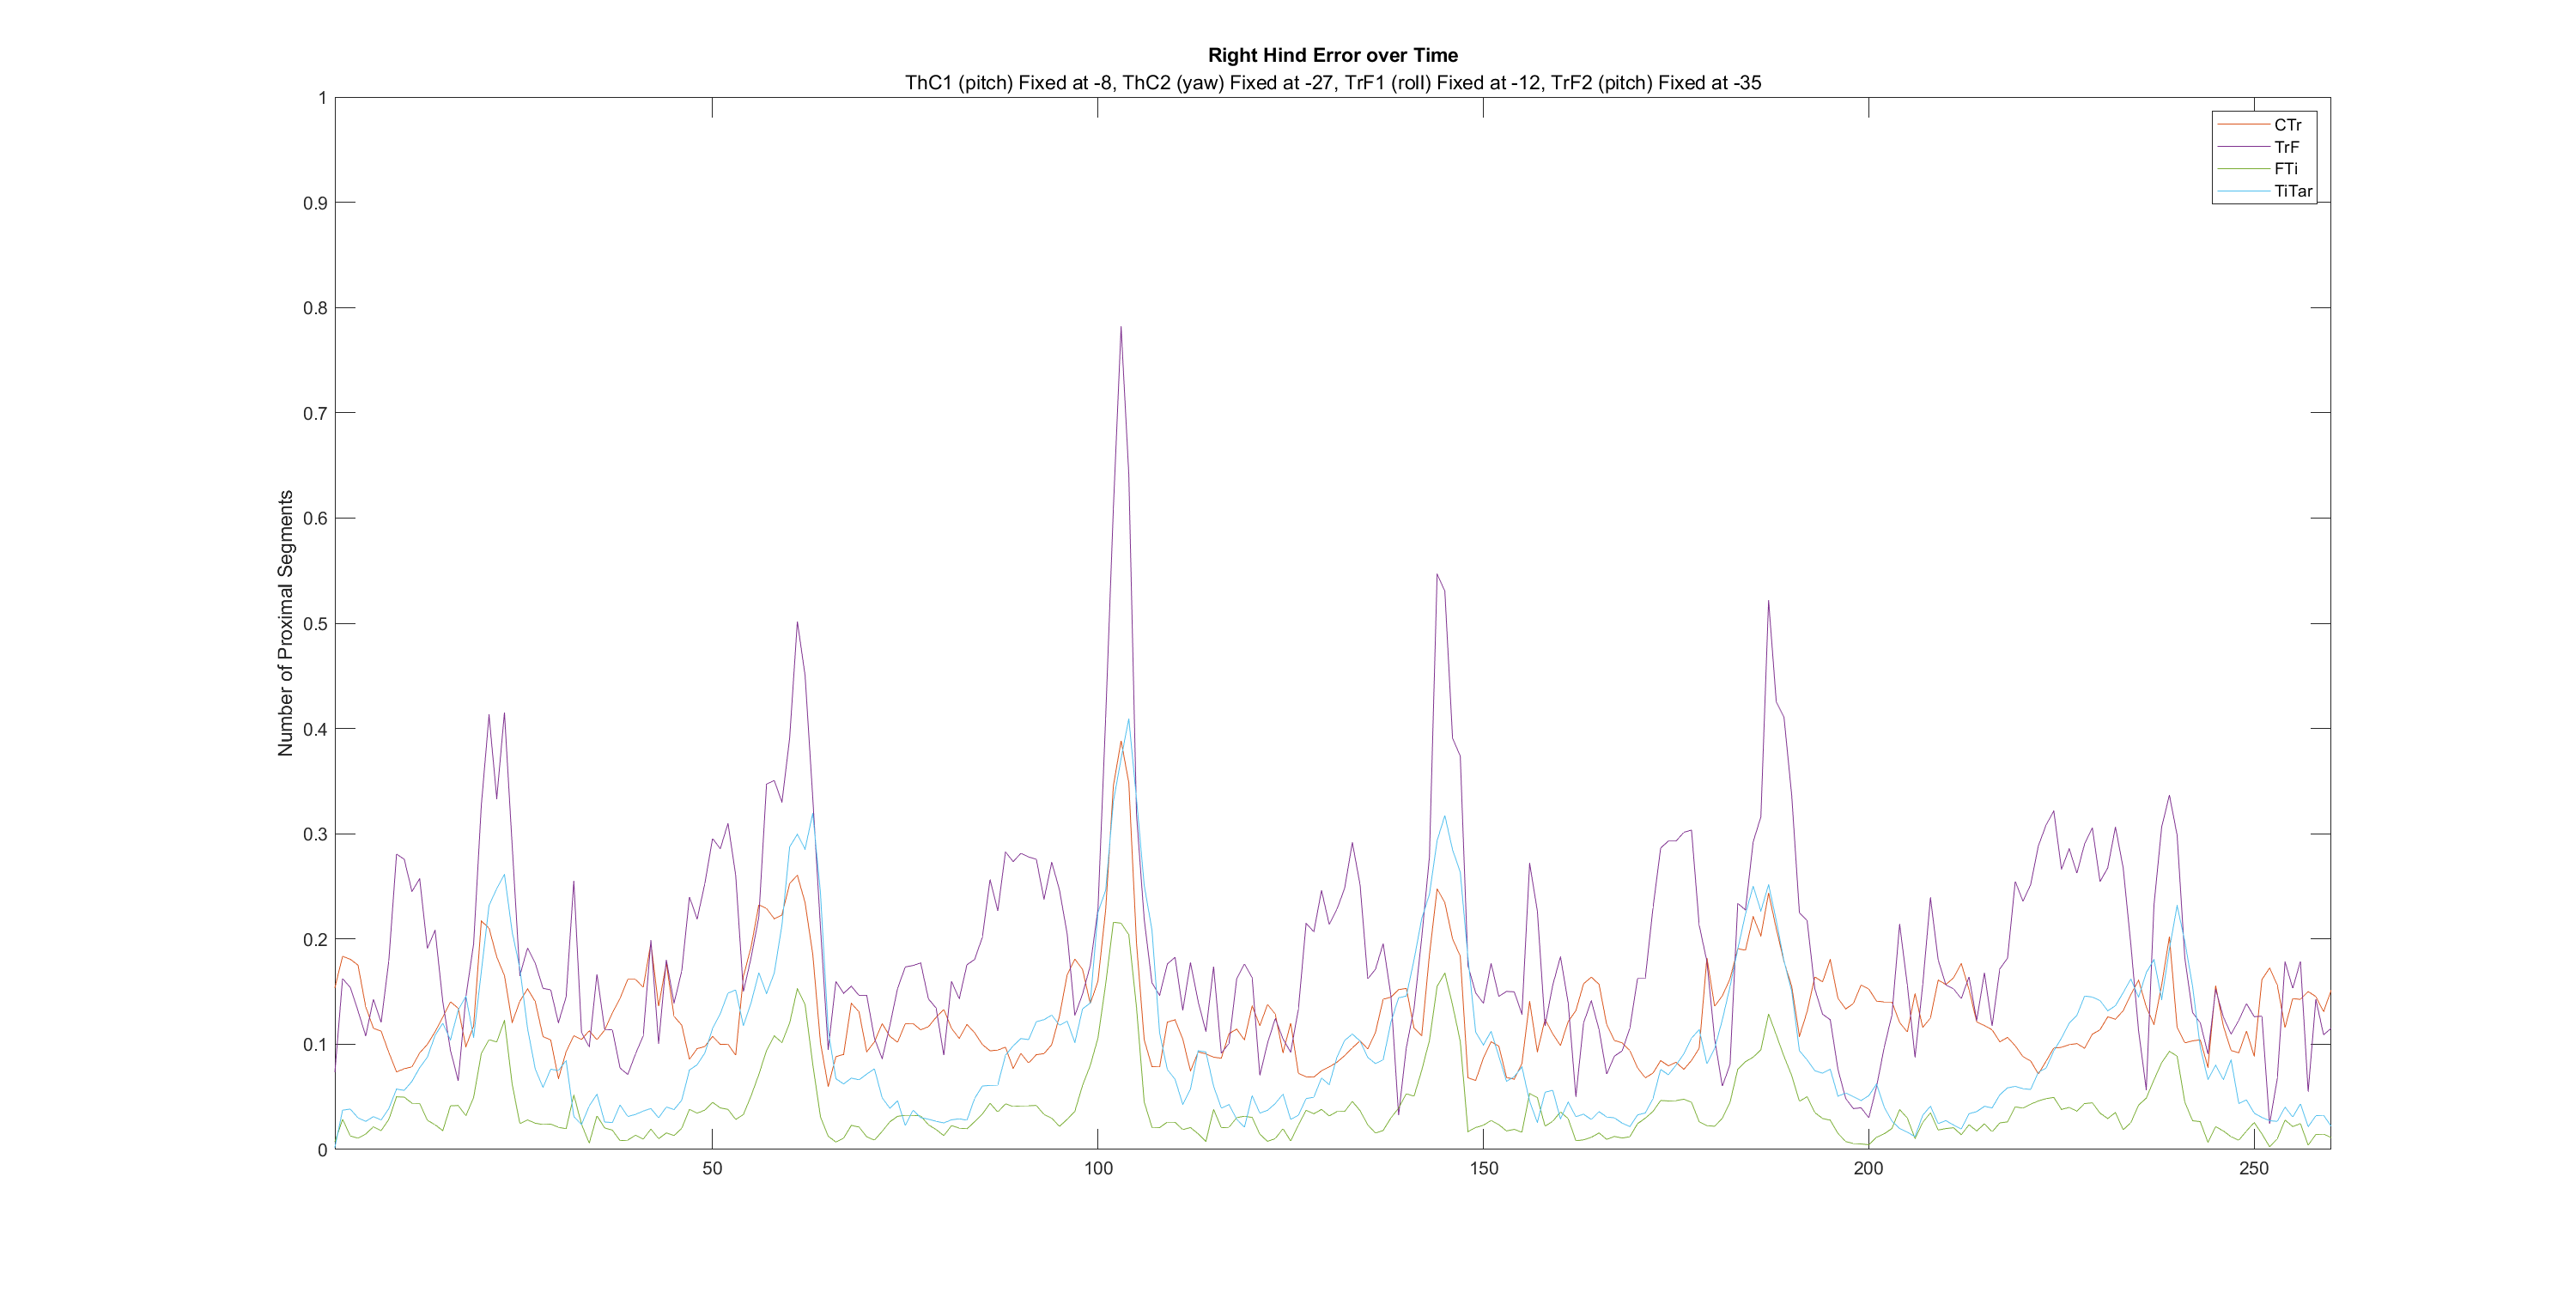 Right Hind Error over Time
ThC1 (pitch) Fixed at -8, ThC2 (yaw) Fixed at -27, TrF1 (roll) Fixed at -12, TrF2 (pitch) Fixed at -35
Number of Proximal Segments
1
0.9
0.8
0.7
0.6
0.5
0.4
0.3
0.2
0.1
0
50
100
150
200
250
CTr
TrF
FTi
TiTar